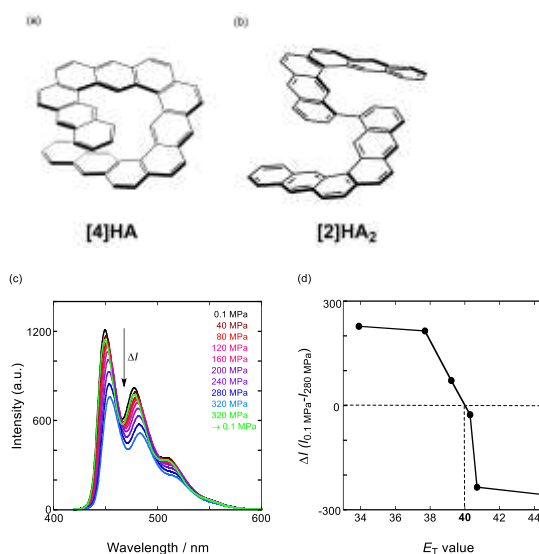 (a)
(b)
[4]HA
[2]HA₂
(c)
(d)
Intensity (a.u.)
1200
600
0
ΔI
0.1 MPa
40 MPa
80 MPa
120 MPa
160 MPa
200 MPa
240 MPa
280 MPa
320 MPa
320
→ 0.1 MPa
400
500
600
Wavelength / nm
ΔI (I0.1 MPa-I280 MPa)
300
0
-300
34
36
38
40
42
44
ET value